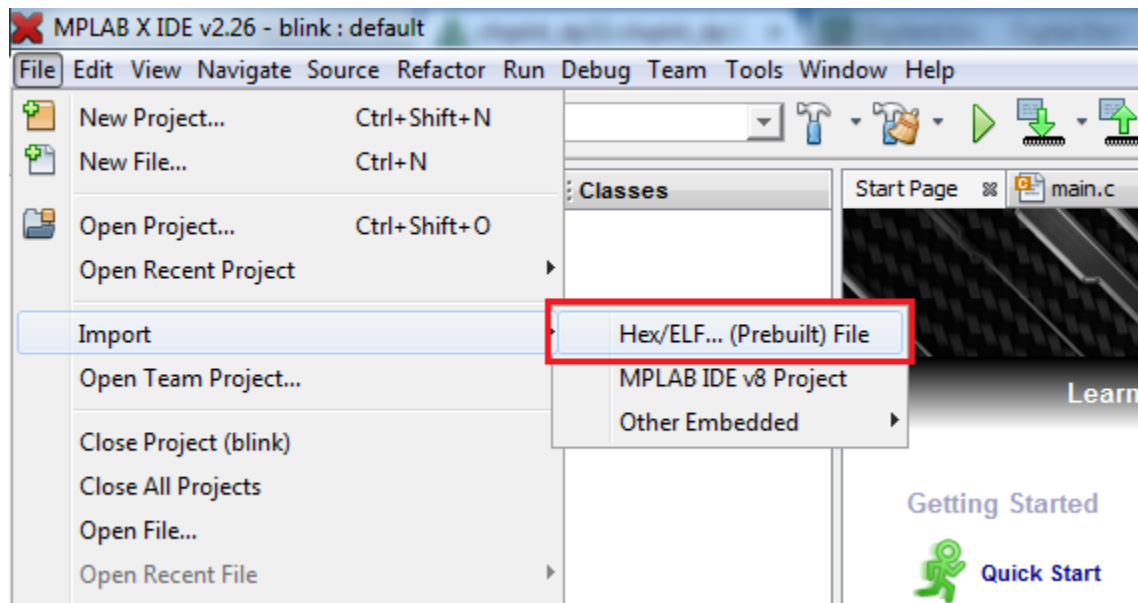 MPLAB X IDE v2.26 - blink : default
File Edit View Navigate Source Refactor Run Debug Team Tools Window Help
New Project... Ctrl+Shift+N
New File... Ctrl+N
Classes
Start Page main.c
Open Project... Ctrl+Shift+O
Open Recent Project
Import
Hex/ELF... (Prebuilt) File
Open Team Project...
MPLAB IDE v8 Project
Learn
Other Embedded
Close Project (blink)
Close All Projects
Getting Started
Open File...
Open Recent File
Quick Start